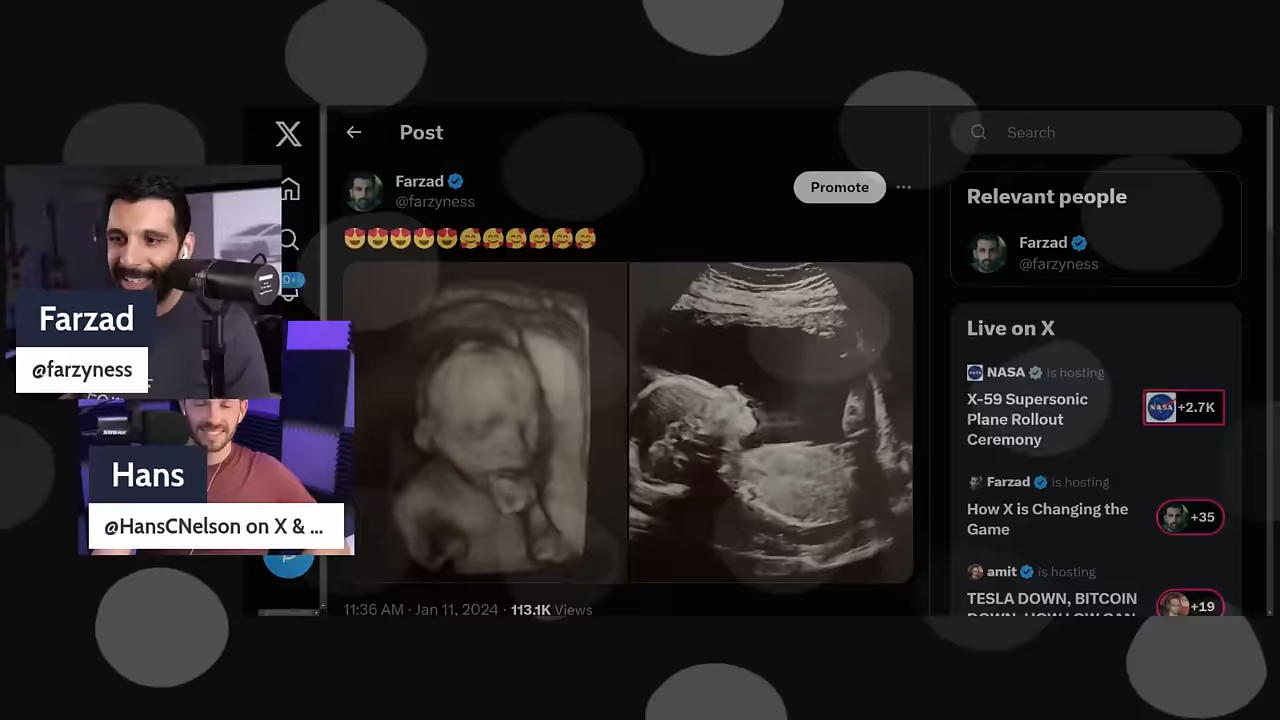 Post
Farzad
@farzyness
Promote
😍😍😍😍😍🥰🥰🥰🥰🥰🥰
11:36 AM · Jan 11, 2024 · 113.1K Views
Search
Relevant people
Farzad
@farzyness
Live on X
NASA is hosting
X-59 Supersonic
Plane Rollout
Ceremony
NASA
+2.7K
Farzad is hosting
How X is Changing the
Game
+35
amit is hosting
TESLA DOWN, BITCOIN
+19
Farzad
@farzyness
SHURE
Hans
@HansCNelson on X & ...